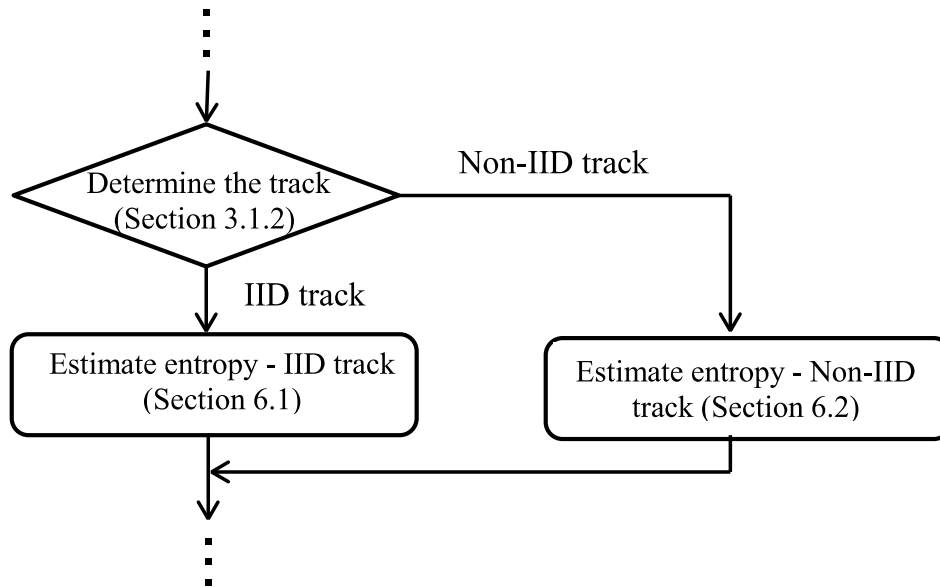 Determine the track
(Section 3.1.2)
Non-IID track
IID track
Estimate entropy - IID track
(Section 6.1)
Estimate entropy - Non-IID
track (Section 6.2)